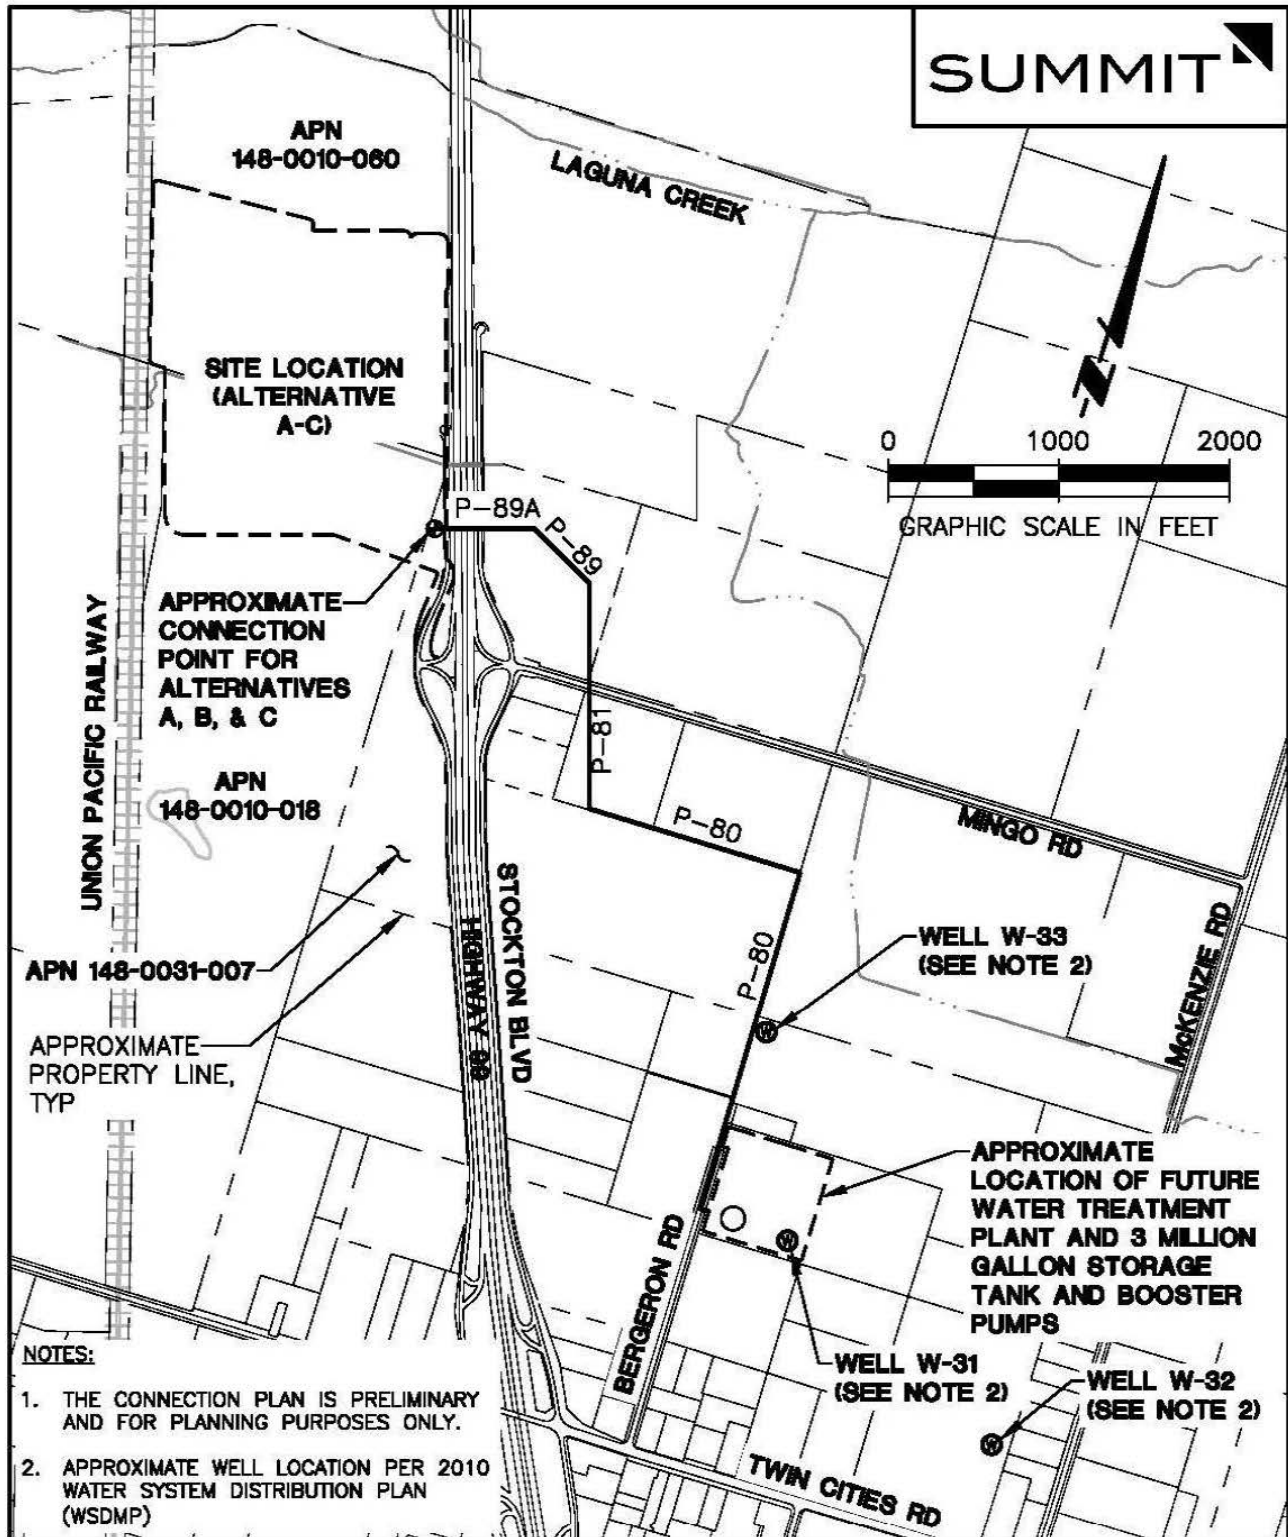 SUMMIT
APN
148-0010-060
LAGUNA CREEK
SITE LOCATION
(ALTERNATIVE
A-C)
0 1000 2000
GRAPHIC SCALE IN FEET
P-89A
P-89
APPROXIMATE
CONNECTION
POINT FOR
ALTERNATIVES
A, B, & C
UNION PACIFIC RAILWAY
P-81
APN
148-0010-018
P-80
MINGO RD
STOCKTON BLVD
HIGHWAY 99
P-80
WELL W-33
(SEE NOTE 2)
McKENZIE RD
APN 148-0031-007
APPROXIMATE
PROPERTY LINE,
TYP
APPROXIMATE
LOCATION OF FUTURE
WATER TREATMENT
PLANT AND 3 MILLION
GALLON STORAGE
TANK AND BOOSTER
PUMPS
BERGERON RD
WELL W-31
(SEE NOTE 2)
WELL W-32
(SEE NOTE 2)
TWIN CITIES RD
NOTES:
1. THE CONNECTION PLAN IS PRELIMINARY
AND FOR PLANNING PURPOSES ONLY.
2. APPROXIMATE WELL LOCATION PER 2010
WATER SYSTEM DISTRIBUTION PLAN
(WSDMP)